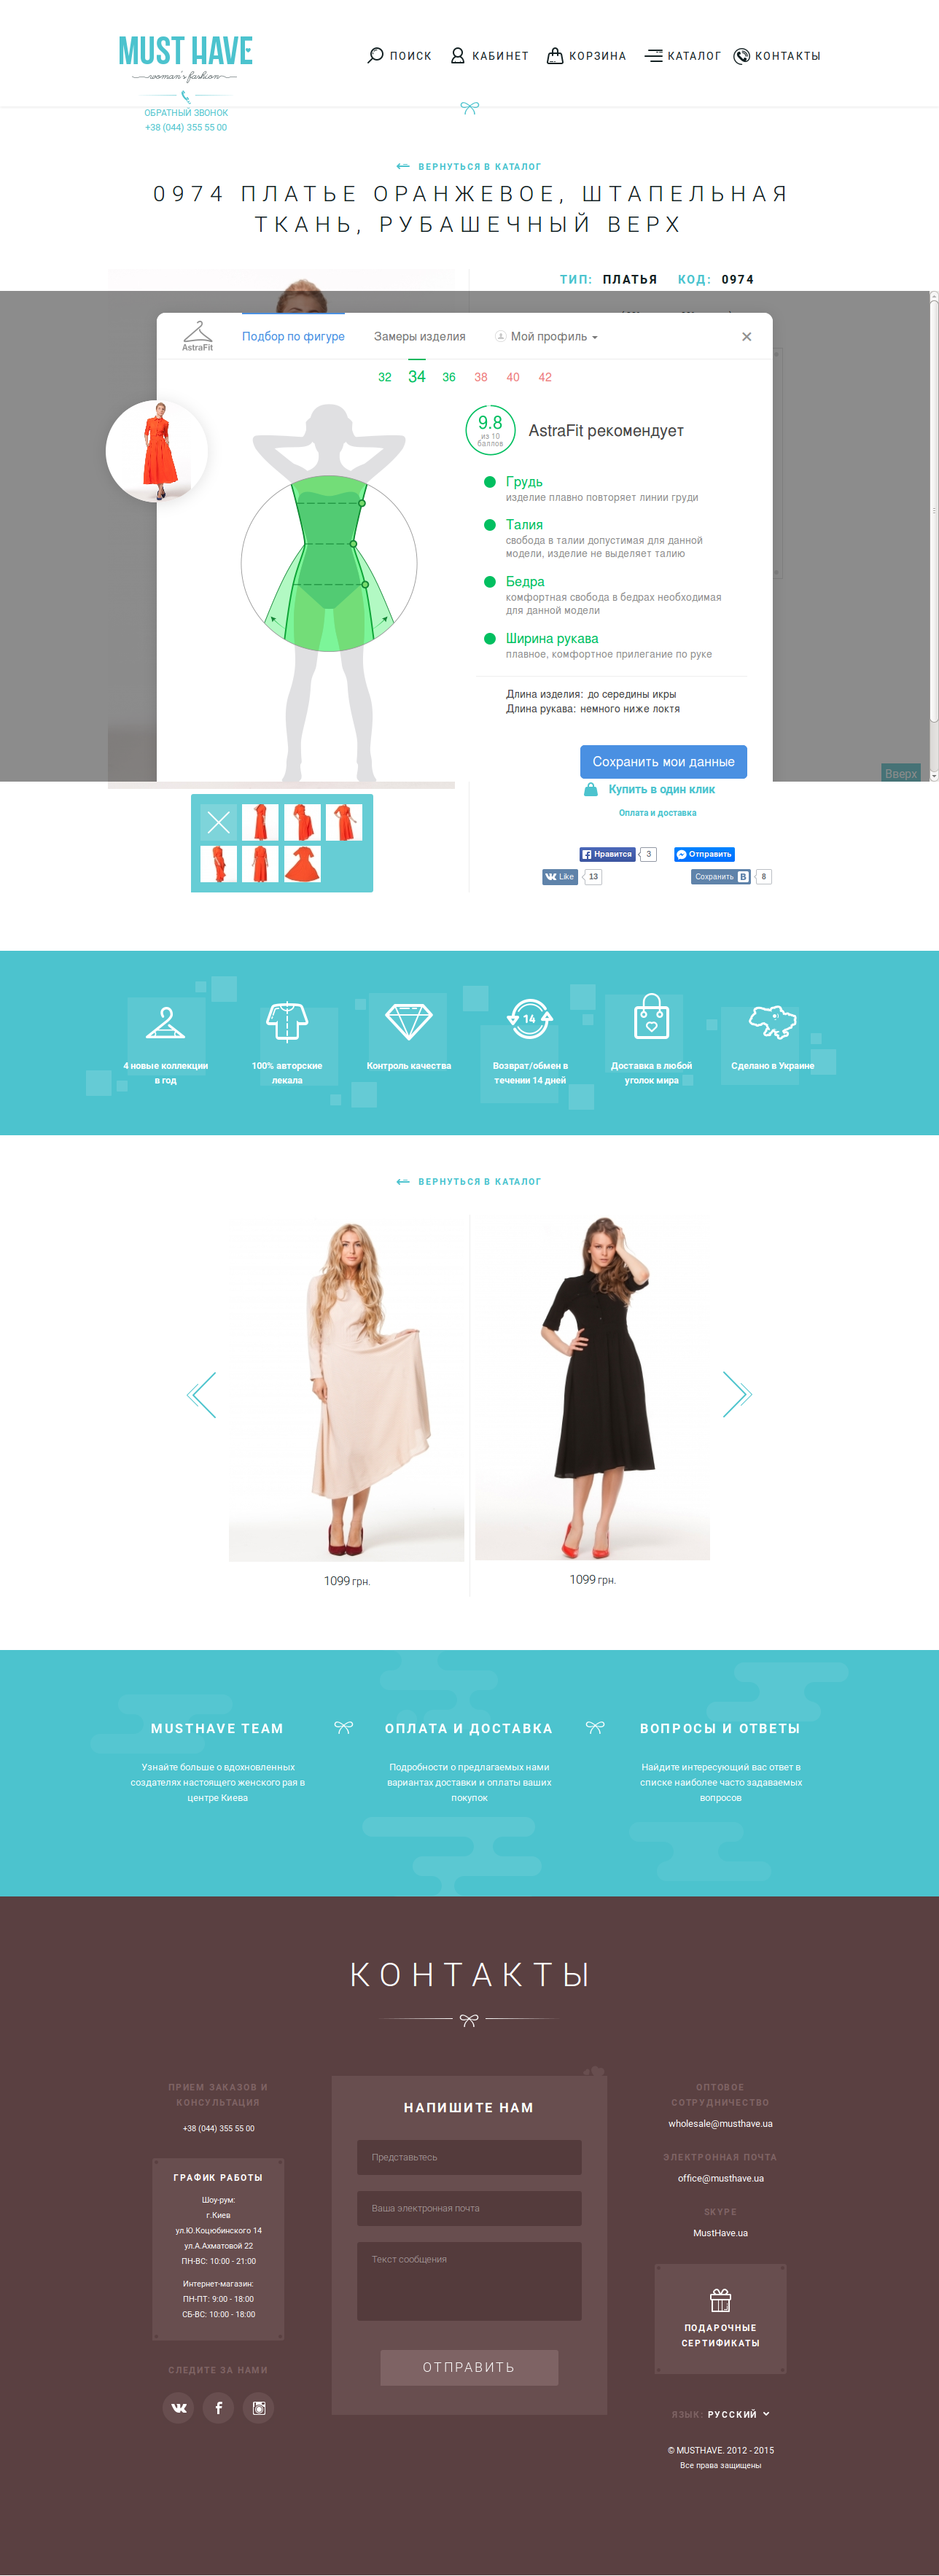 MUST HAVE
woman's fashion
ОБРАТНЫЙ ЗВОНОК
+38 (044) 355 55 00
ПОИСК
КАБИНЕТ
КОРЗИНА
КАТАЛОГ
КОНТАКТЫ
ВЕРНУТЬСЯ В КАТАЛОГ
0974 ПЛАТЬЕ ОРАНЖЕВОЕ, ШТАПЕЛЬНАЯ
ТКАНЬ, РУБАШЕЧНЫЙ ВЕРХ
ТИП: ПЛАТЬЯ КОД: 0974
AstraFit
Подбор по фигуре
Замеры изделия
Мой профиль
×
32 34 36 38 40 42
9.8
из 10
баллов
AstraFit рекомендует
Грудь
изделие плавно повторяет линии груди
Талия
свобода в талии допустимая для данной
модели, изделие не выделяет талию
Бедра
комфортная свобода в бедрах необходимая
для данной модели
Ширина рукава
плавное, комфортное прилегание по руке
Длина изделия: до середины икры
Длина рукава: немного ниже локтя
Сохранить мои данные
Вверх
Купить в один клик
Оплата и доставка
Нравится 3
Отправить
Like 13
Сохранить B 8
4 новые коллекции
в год
100% авторские
лекала
Контроль качества
14
Возврат/обмен в
течении 14 дней
Доставка в любой
уголок мира
Сделано в Украине
ВЕРНУТЬСЯ В КАТАЛОГ
1099 грн.
1099 грн.
MUSTHAVE TEAM
Узнайте больше о вдохновленных
создателях настоящего женского рая в
центре Киева
ОПЛАТА И ДОСТАВКА
Подробности о предлагаемых нами
вариантах доставки и оплаты ваших
покупок
ВОПРОСЫ И ОТВЕТЫ
Найдите интересующий вас ответ в
списке наиболее часто задаваемых
вопросов
КОНТАКТЫ
ПРИЕМ ЗАКАЗОВ И
КОНСУЛЬТАЦИЯ
+38 (044) 355 55 00
ГРАФИК РАБОТЫ
Шоу-рум:
г.Киев
ул.Ю.Коцюбинского 14
ул.А.Ахматовой 22
ПН-ВС: 10:00 - 21:00
Интернет-магазин:
ПН-ПТ: 9:00 - 18:00
СБ-ВС: 10:00 - 18:00
СЛЕДИТЕ ЗА НАМИ
НАПИШИТЕ НАМ
Представьтесь
Ваша электронная почта
Текст сообщения
ОТПРАВИТЬ
ОПТОВОЕ
СОТРУДНИЧЕСТВО
wholesale@musthave.ua
ЭЛЕКТРОННАЯ ПОЧТА
office@musthave.ua
SKYPE
MustHave.ua
ПОДАРОЧНЫЕ
СЕРТИФИКАТЫ
ЯЗЫК: РУССКИЙ
© MUSTHAVE. 2012 - 2015
Все права защищены